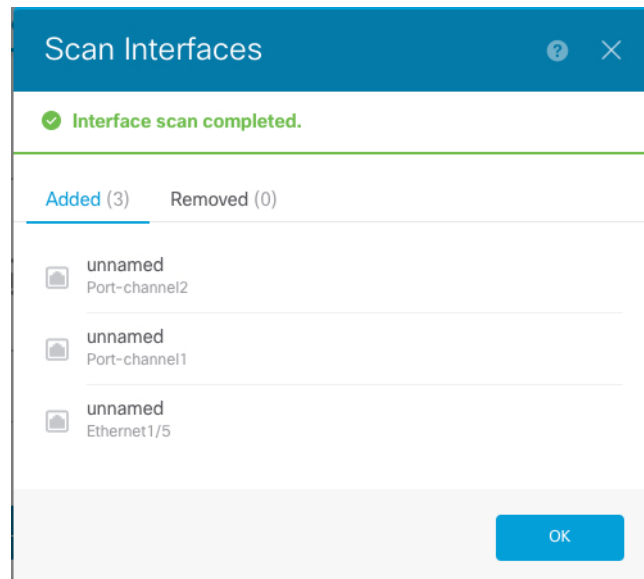 Scan Interfaces
Interface scan completed.
Added (3) Removed (0)
unnamed
Port-channel2
unnamed
Port-channel1
unnamed
Ethernet1/5
OK